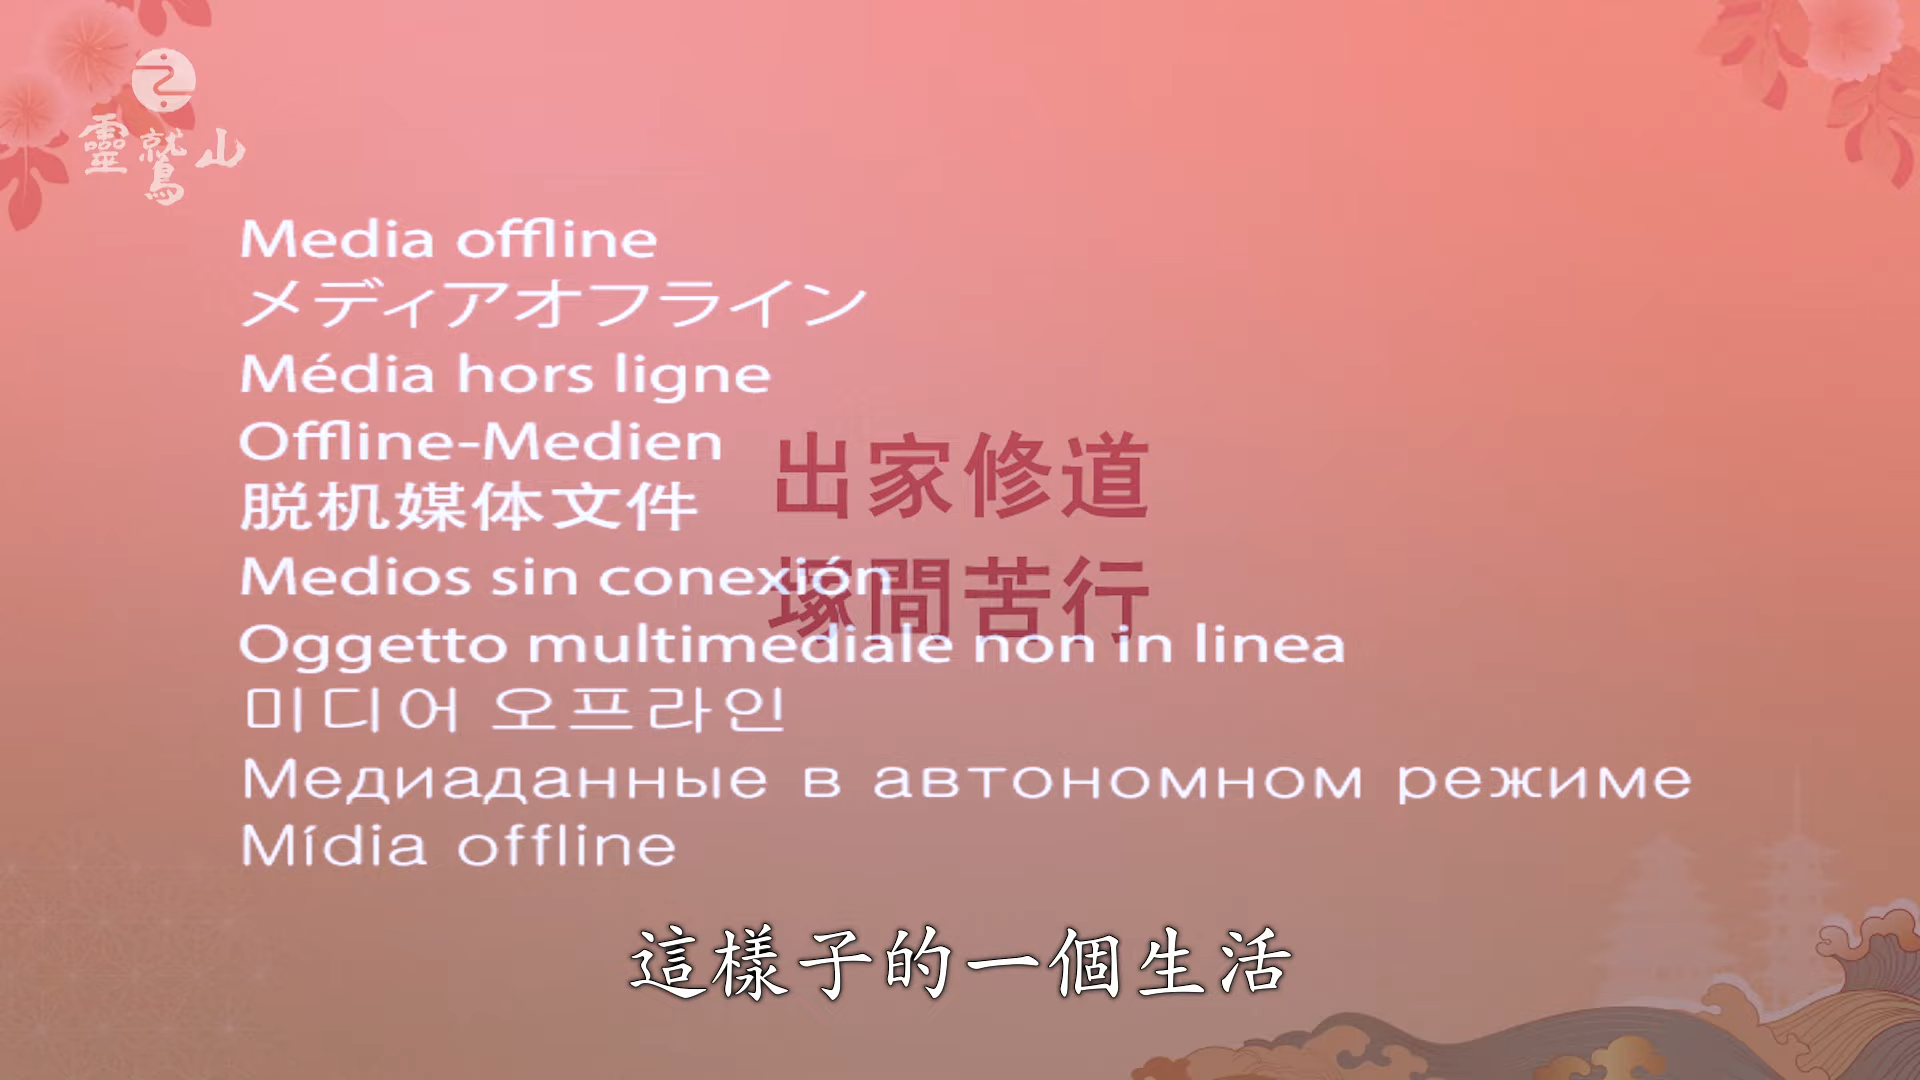 靈鷲山
Media offline
メディアオフライン
Média hors ligne
Offline-Medien
脱机媒体文件
出家修道
Medios sin conexión
塚間苦行
Oggetto multimediale non in linea
미디어 오프라인
Медиаданные в автономном режиме
Mídia offline
這樣子的一個生活